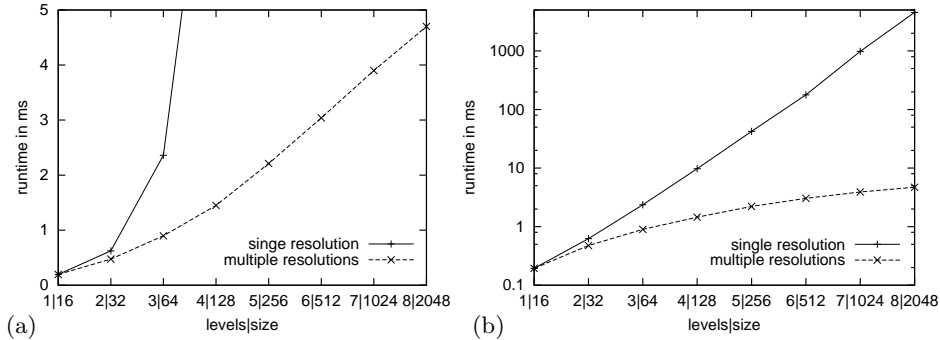 5
4
3
2
1
0
runtime in ms
singe resolution
multiple resolutions
1|16 2|32 3|64 4|128 5|256 6|512 7|1024 8|2048
levels|size
(a)
1000
100
10
1
0.1
runtime in ms
single resolution
multiple resolutions
1|16 2|32 3|64 4|128 5|256 6|512 7|1024 8|2048
levels|size
(b)